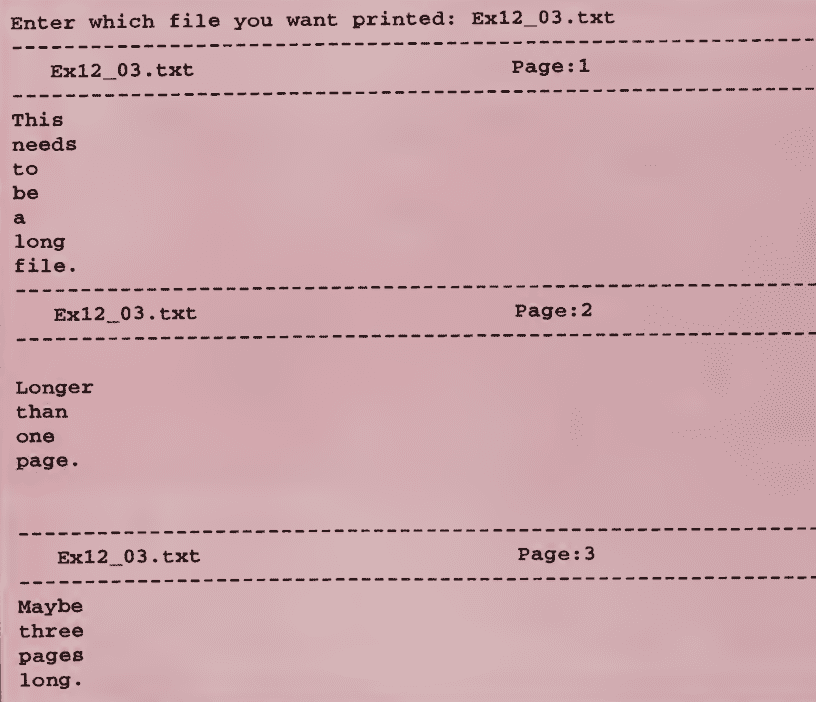 Enter which file you want printed: Ex12_03.txt
------------------------------------------------------------
Ex12_03.txt Page:1
------------------------------------------------------------
This
needs
to
be
a
long
file.
------------------------------------------------------------
Ex12_03.txt Page:2
------------------------------------------------------------
Longer
than
one
page.
------------------------------------------------------------
Ex12_03.txt Page:3
------------------------------------------------------------
Maybe
three
pages
long.